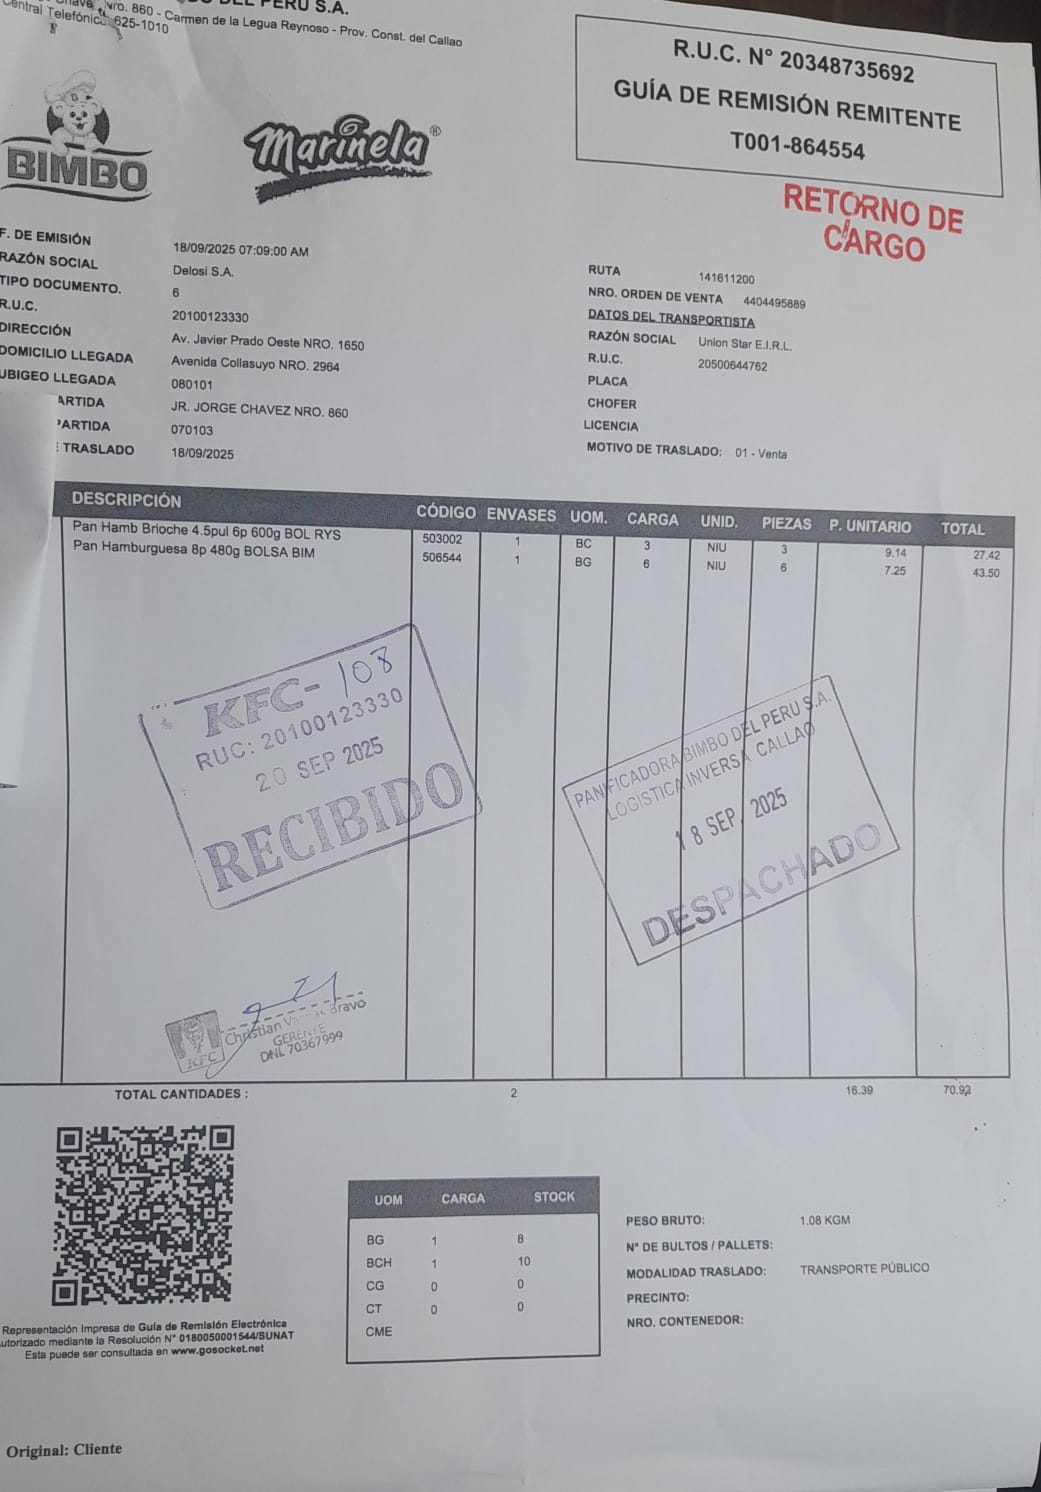 DEL PERU S.A.
Nro. 860 - Carmen de la Legua Reynoso - Prov. Const. del Callao
Central Telefónica 625-1010
BIMBO
Marinela®
R.U.C. N° 20348735692
GUÍA DE REMISIÓN REMITENTE
T001-864554
RETORNO DE
CARGO
F. DE EMISIÓN 18/09/2025 07:09:00 AM
RAZÓN SOCIAL Delosi S.A.
TIPO DOCUMENTO. 6
R.U.C. 20100123330
DIRECCIÓN Av. Javier Prado Oeste NRO. 1650
DOMICILIO LLEGADA Avenida Collasuyo NRO. 2964
UBIGEO LLEGADA 080101
ARTIDA JR. JORGE CHAVEZ NRO. 860
ARTIDA 070103
TRASLADO 18/09/2025
RUTA 141611200
NRO. ORDEN DE VENTA 4404495889
DATOS DEL TRANSPORTISTA
RAZÓN SOCIAL Union Star E.I.R.L.
R.U.C. 20500644762
PLACA
CHOFER
LICENCIA
MOTIVO DE TRASLADO: 01 - Venta
DESCRIPCIÓN CÓDIGO ENVASES UOM. CARGA UNID. PIEZAS P. UNITARIO TOTAL
Pan Hamb Brioche 4.5pul 6p 600g BOL RYS 503002 1 BC 3 NIU 3 9.14 27.42
Pan Hamburguesa 8p 480g BOLSA BIM 506544 1 BG 6 NIU 6 7.25 43.50
KFC- 108
RUC: 20100123330
20 SEP 2025
RECIBIDO
PANIFICADORA BIMBO DEL PERU S.A.
LOGÍSTICA INVERSA CALLAO
18 SEP. 2025
DESPACHADO
KFC
Christian Bravo
GERENTE
DNI. 70367999
TOTAL CANTIDADES : 2 16.39 70.92
UOM CARGA STOCK
BG 1 8
BCH 1 10
CG 0 0
CT 0 0
CME
PESO BRUTO: 1.08 KGM
N° DE BULTOS / PALLETS:
MODALIDAD TRASLADO: TRANSPORTE PÚBLICO
PRECINTO:
NRO. CONTENEDOR:
Representación Impresa de Guía de Remisión Electrónica
utorizado mediante la Resolución N° 0180050001544/SUNAT
Esta puede ser consultada en www.gosocket.net
Original: Cliente